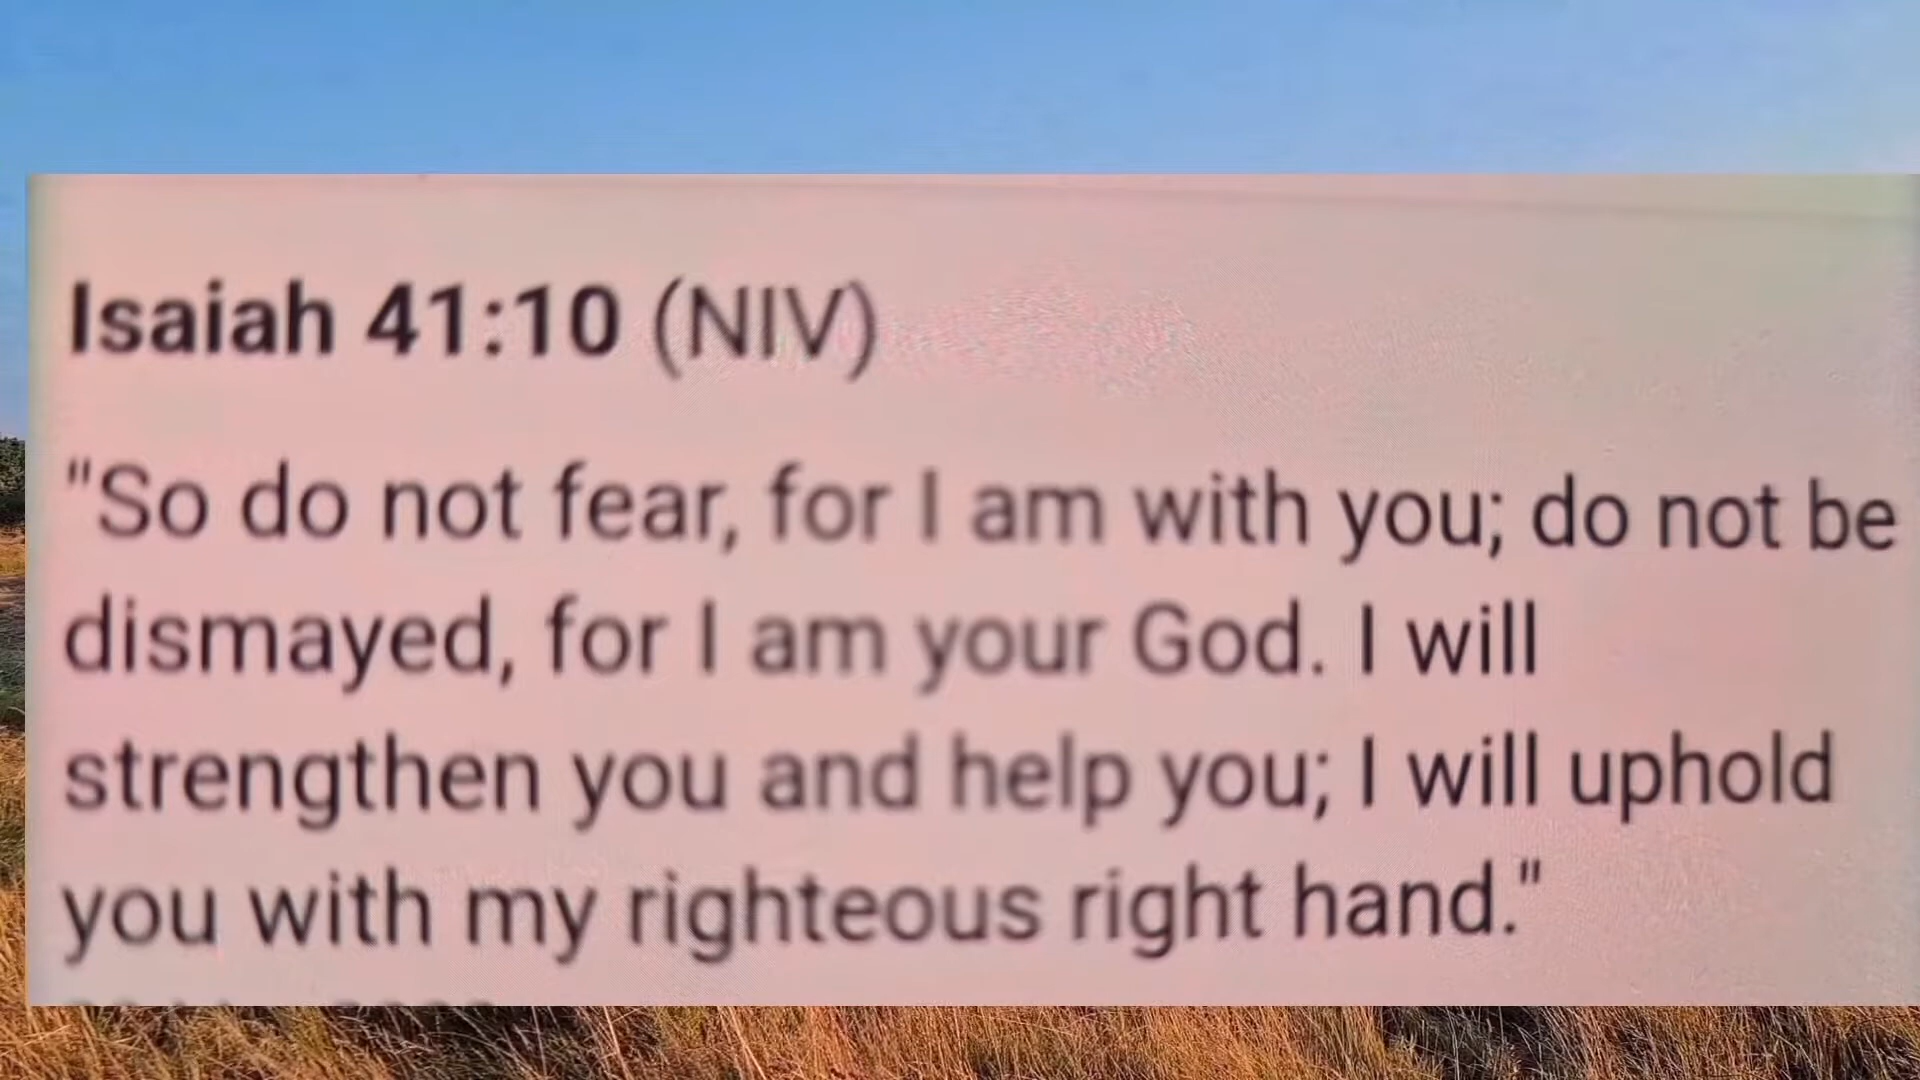 Isaiah 41:10 (NIV)
"So do not fear, for I am with you; do not be
dismayed, for I am your God. I will
strengthen you and help you; I will uphold
you with my righteous right hand."